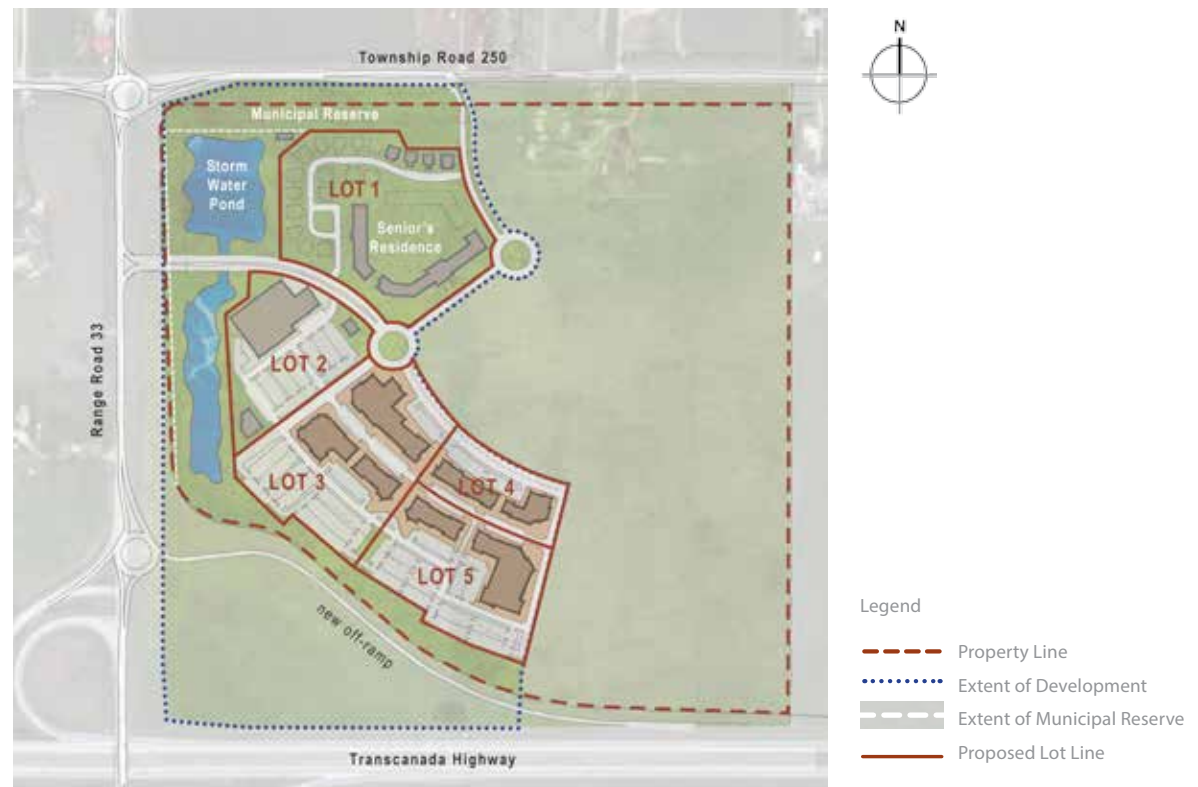 Township Road 250
N
Municipal Reserve
Storm
Water
Pond
LOT 1
Senior's
Residence
Range Road 33
LOT 2
LOT 3
LOT 4
LOT 5
new off-ramp
Transcanada Highway
Legend
Property Line
Extent of Development
Extent of Municipal Reserve
Proposed Lot Line